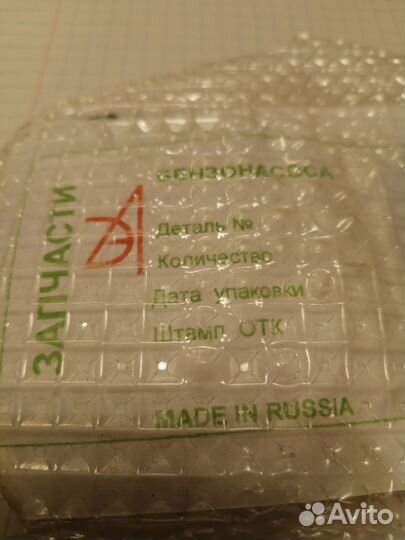 ЗАПЧАСТИ
БЕНЗОНАСОСА
Деталь №
Количество
Дата упаковки
Штамп ОТК
MADE IN RUSSIA
Avito